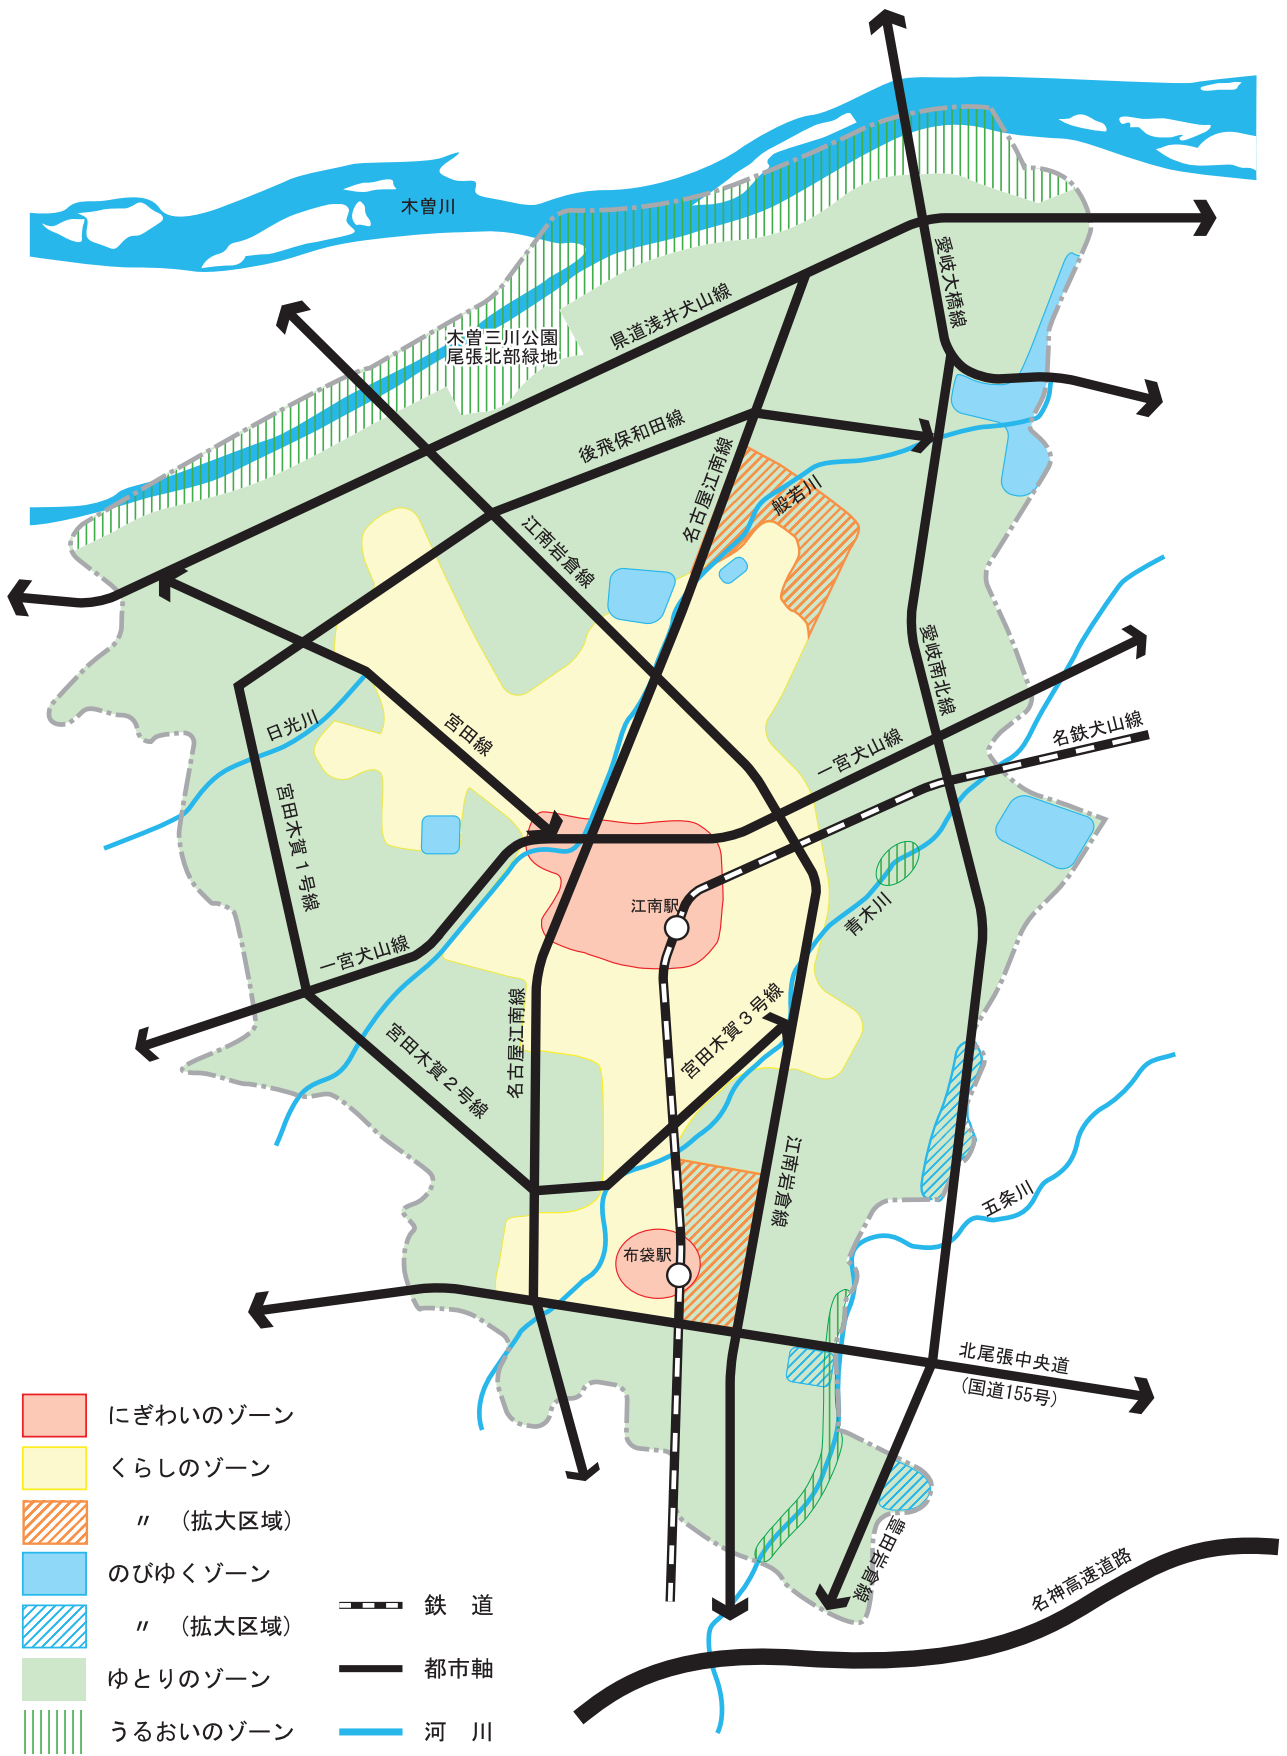 木曽川
愛岐大橋線
県道浅井犬山線
木曽三川公園
尾張北部緑地
後飛保和田線
名古屋江南線
般若川
江南岩倉線
愛岐南北線
日光川
宮田線
一宮犬山線
名鉄犬山線
宮田木賀1号線
江南駅
青木川
一宮犬山線
名古屋江南線
宮田木賀2号線
宮田木賀3号線
江南岩倉線
五条川
布袋駅
北尾張中央道
(国道155号)
豊田岩倉線
名神高速道路
にぎわいのゾーン
くらしのゾーン
〃 (拡大区域)
のびゆくゾーン
〃 (拡大区域)
ゆとりのゾーン
うるおいのゾーン
鉄 道
都市軸
河 川